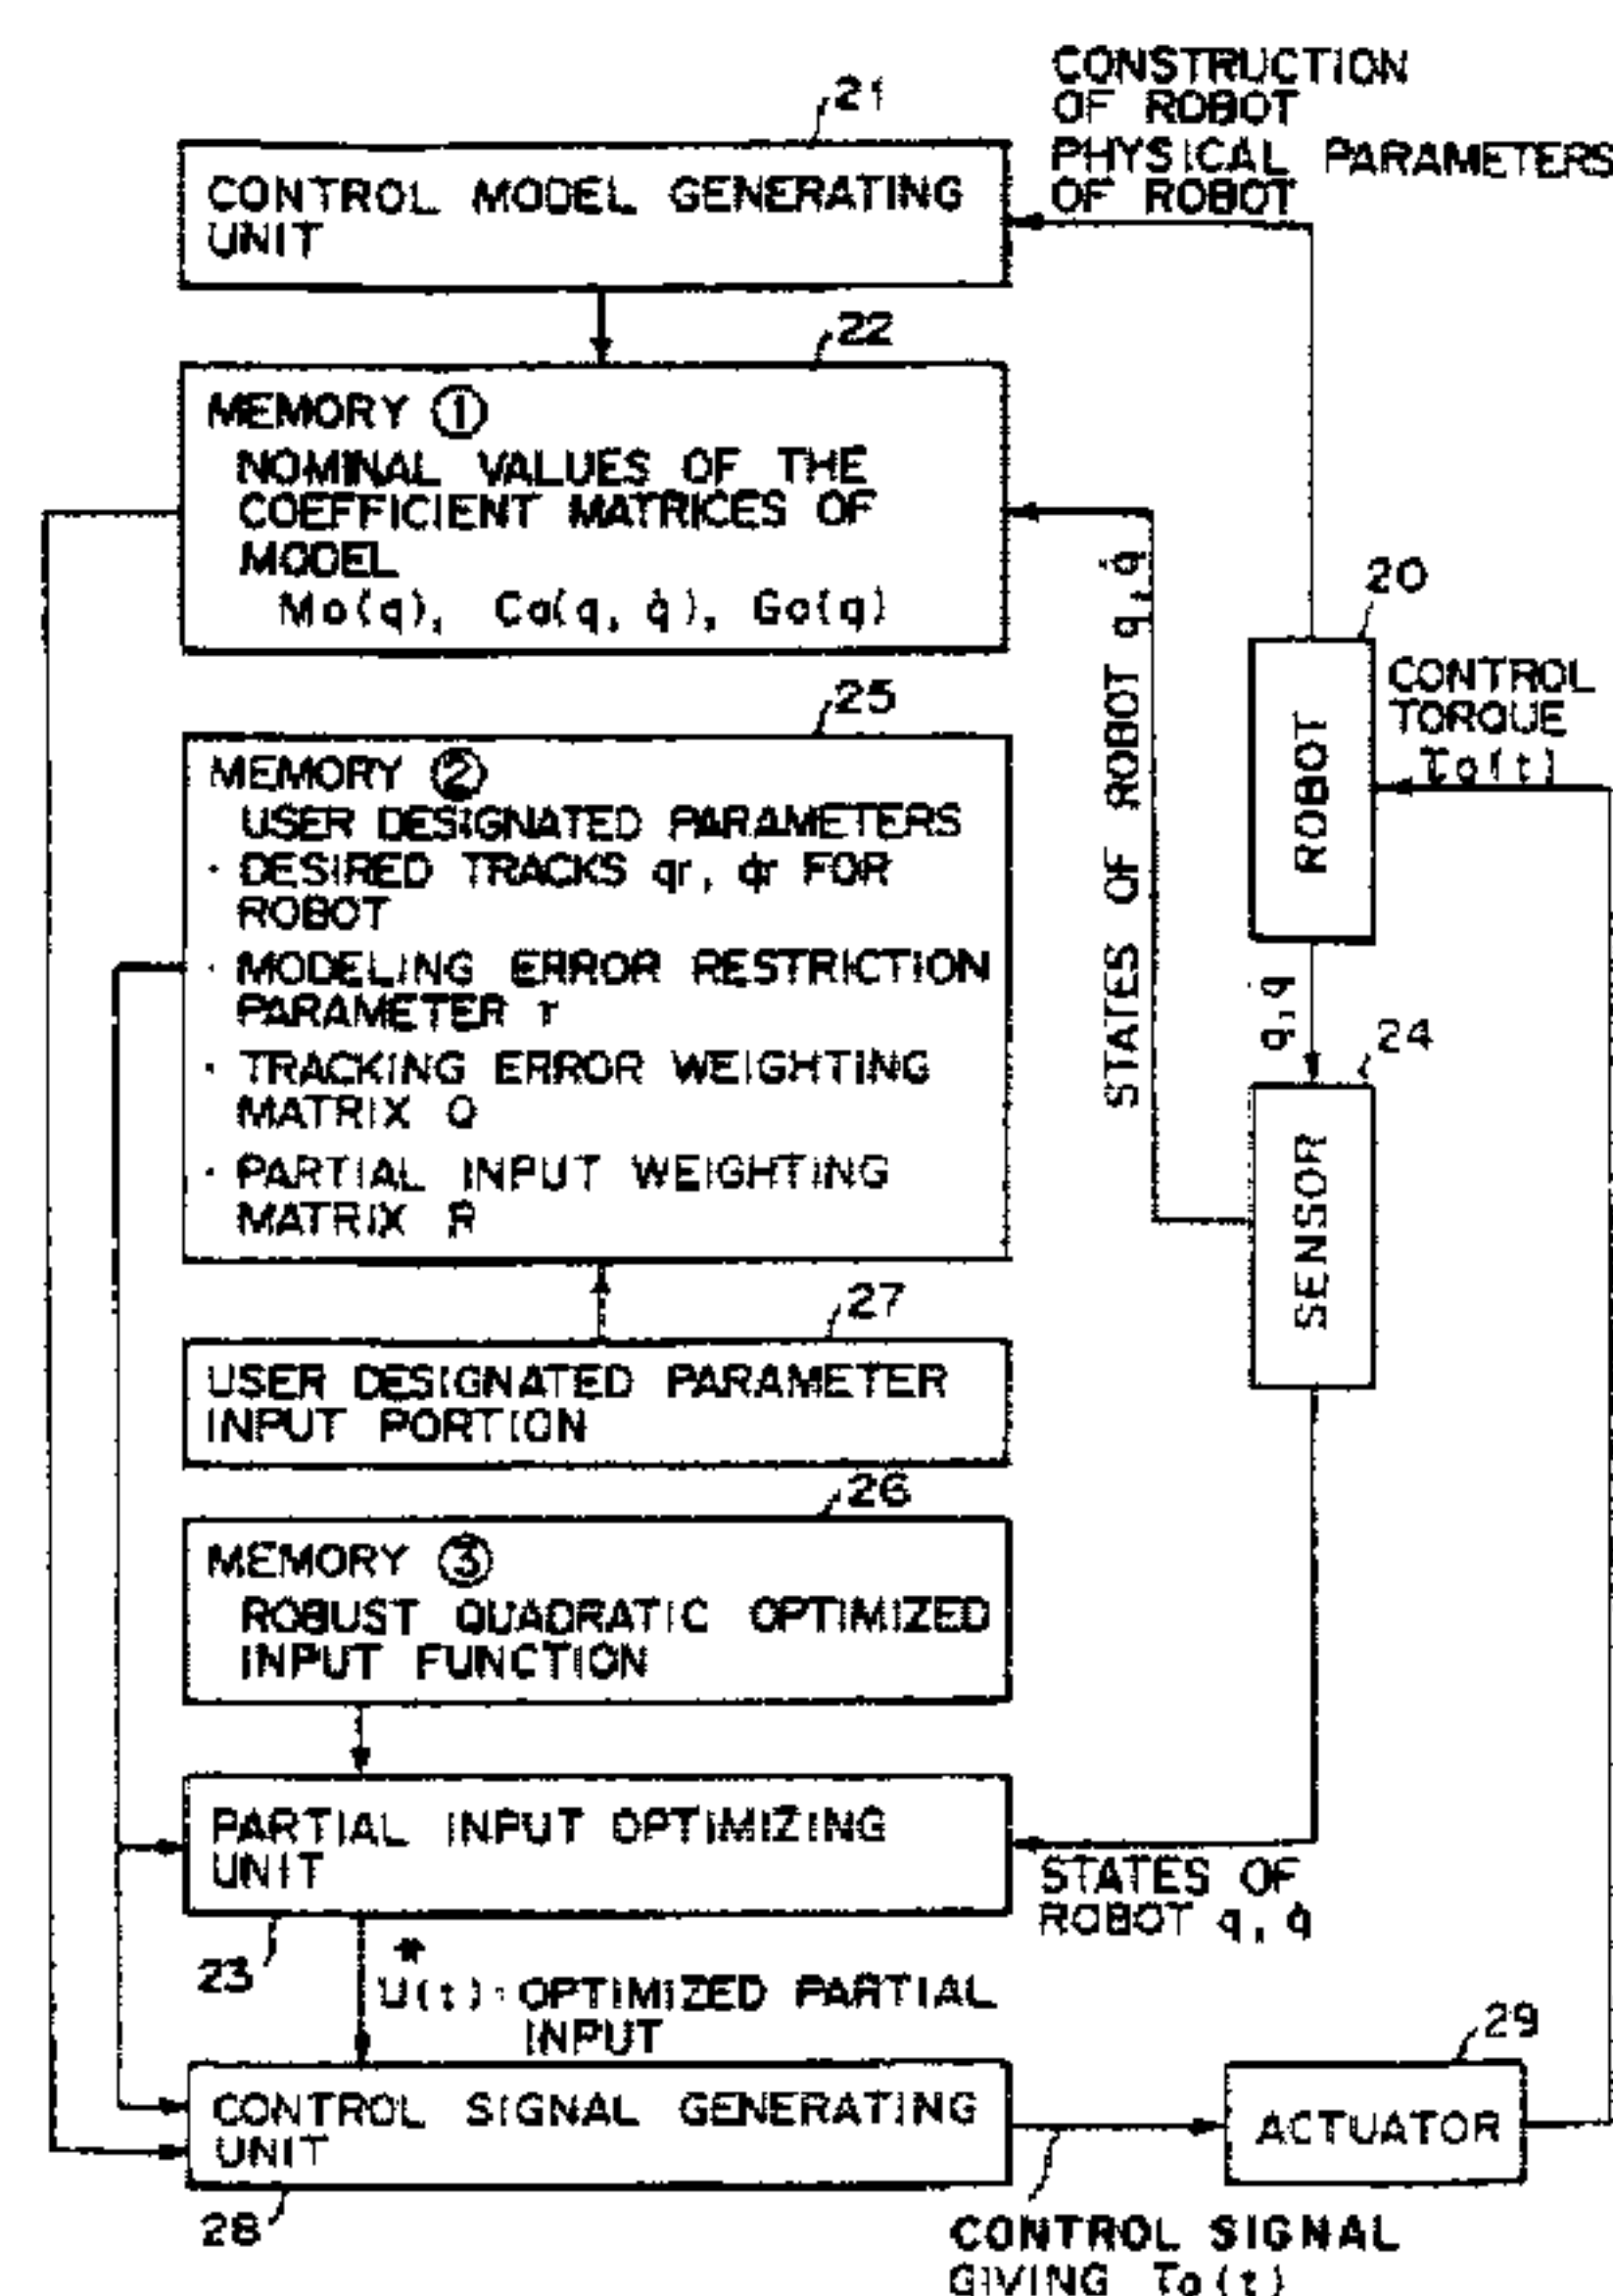 21
CONSTRUCTION
OF ROBOT
PHYSICAL PARAMETERS
OF ROBOT
CONTROL MODEL GENERATING
UNIT
22
MEMORY ①
NOMINAL VALUES OF THE
COEFFICIENT MATRICES OF
MODEL
Mo(q), Co(q, q̇), Go(q)
STATES OF ROBOT q, q̇
20
ROBOT
CONTROL
TORQUE
To(t)
25
MEMORY ②
USER DESIGNATED PARAMETERS
· DESIRED TRACKS qr, q̇r FOR
ROBOT
· MODELING ERROR RESTRICTION
PARAMETER r
· TRACKING ERROR WEIGHTING
MATRIX Q
· PARTIAL INPUT WEIGHTING
MATRIX R
q, q̇
24
SENSOR
27
USER DESIGNATED PARAMETER
INPUT PORTION
26
MEMORY ③
ROBUST QUADRATIC OPTIMIZED
INPUT FUNCTION
PARTIAL INPUT OPTIMIZING
UNIT
STATES OF
ROBOT q, q̇
23
*
U(t): OPTIMIZED PARTIAL
INPUT
29
CONTROL SIGNAL GENERATING
UNIT
ACTUATOR
28
CONTROL SIGNAL
GIVING To(t)